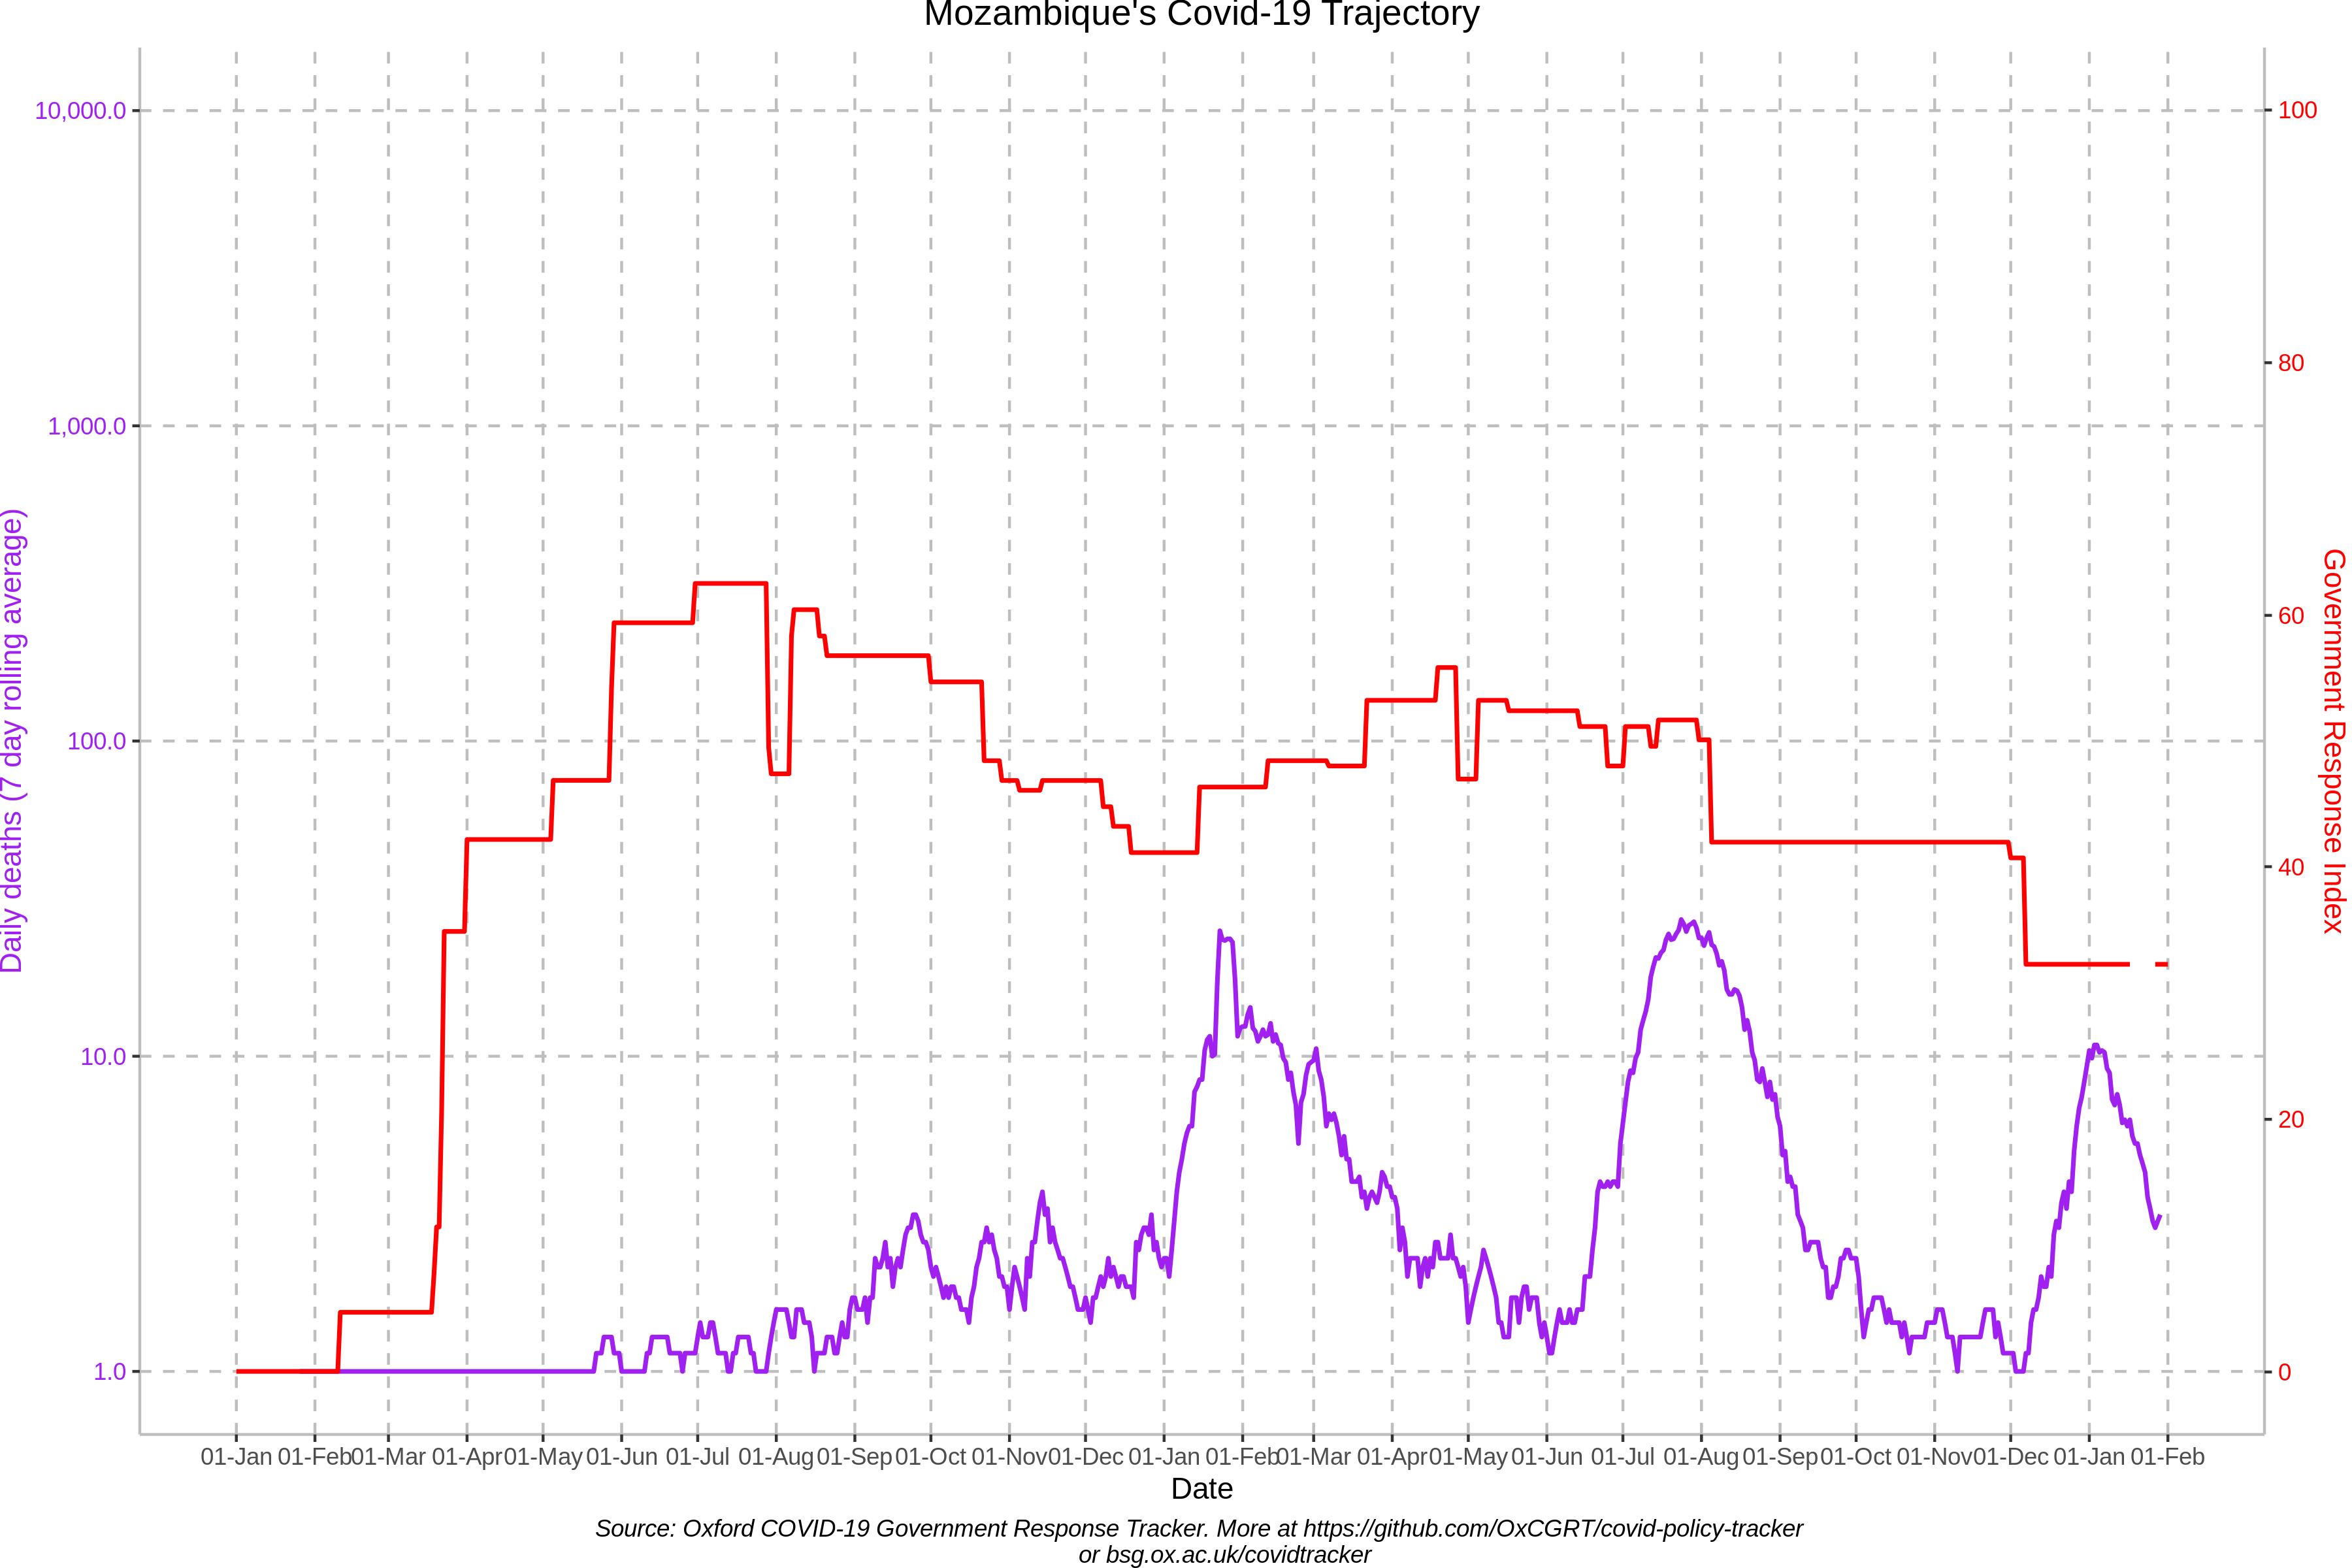 Mozambique's Covid-19 Trajectory
10,000.0
1,000.0
100.0
10.0
1.0
Daily deaths (7 day rolling average)
100
80
60
40
20
0
Government Response Index
01-Jan 01-Feb 01-Mar 01-Apr 01-May 01-Jun 01-Jul 01-Aug 01-Sep 01-Oct 01-Nov 01-Dec 01-Jan 01-Feb 01-Mar 01-Apr 01-May 01-Jun 01-Jul 01-Aug 01-Sep 01-Oct 01-Nov 01-Dec 01-Jan 01-Feb
Date
Source: Oxford COVID-19 Government Response Tracker. More at https://github.com/OxCGRT/covid-policy-tracker
or bsg.ox.ac.uk/covidtracker